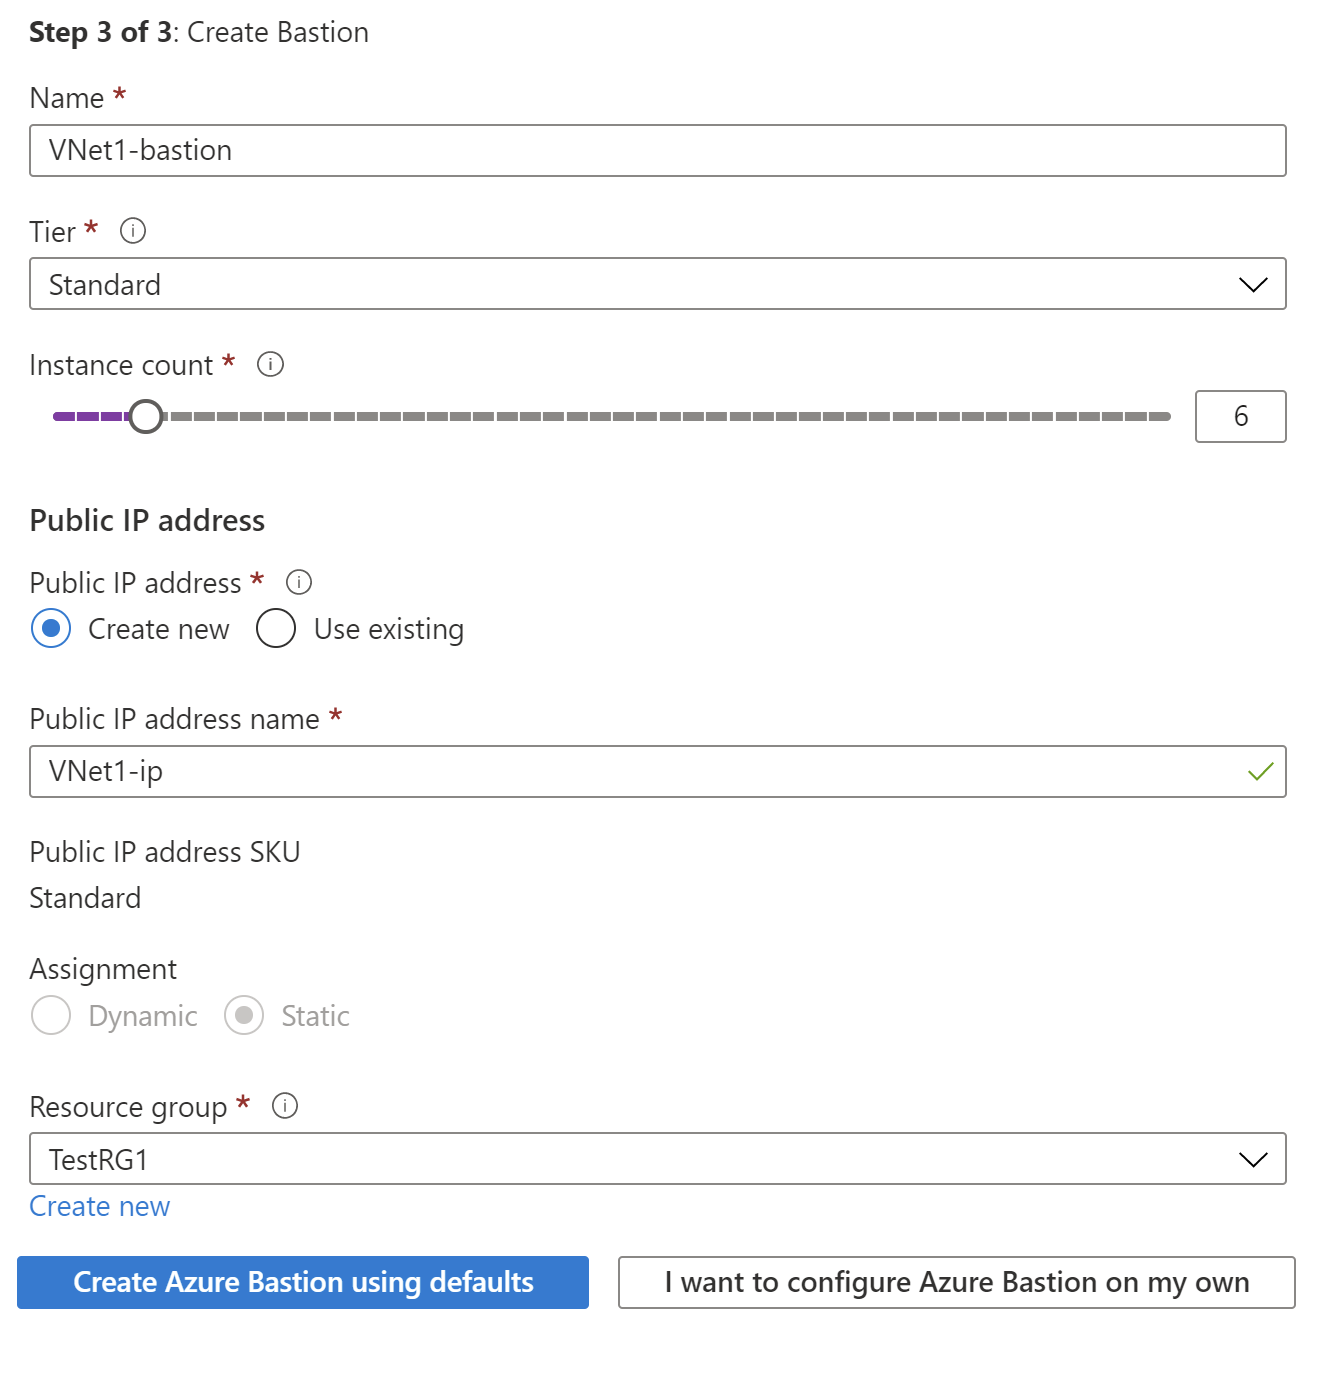 Step 3 of 3: Create Bastion
Name *
VNet1-bastion
Tier *
Standard
Instance count *
6
Public IP address
Public IP address *
Create new Use existing
Public IP address name *
VNet1-ip
Public IP address SKU
Standard
Assignment
Dynamic Static
Resource group *
TestRG1
Create new
Create Azure Bastion using defaults I want to configure Azure Bastion on my own